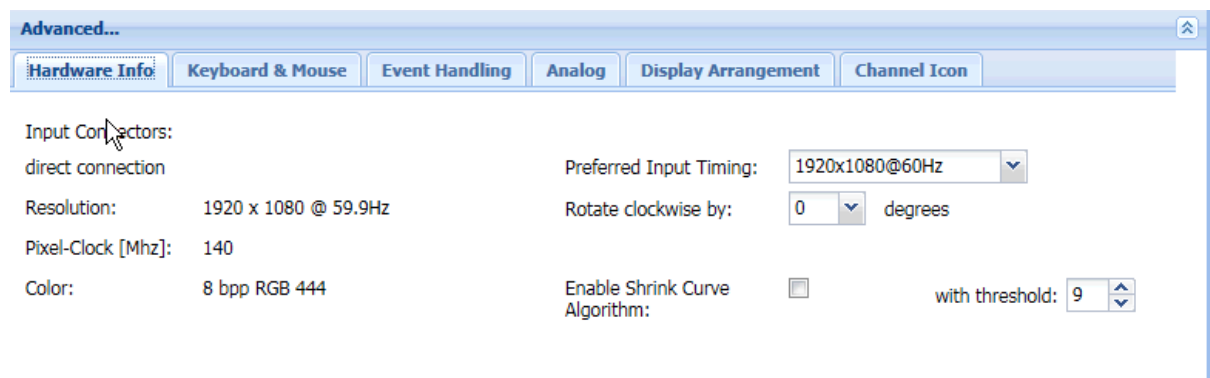 Advanced...
Hardware Info Keyboard & Mouse Event Handling Analog Display Arrangement Channel Icon
Input Connectors:
direct connection Preferred Input Timing: 1920x1080@60Hz
Resolution: 1920 x 1080 @ 59.9Hz Rotate clockwise by: 0 degrees
Pixel-Clock [Mhz]: 140
Color: 8 bpp RGB 444 Enable Shrink Curve with threshold: 9
Algorithm: